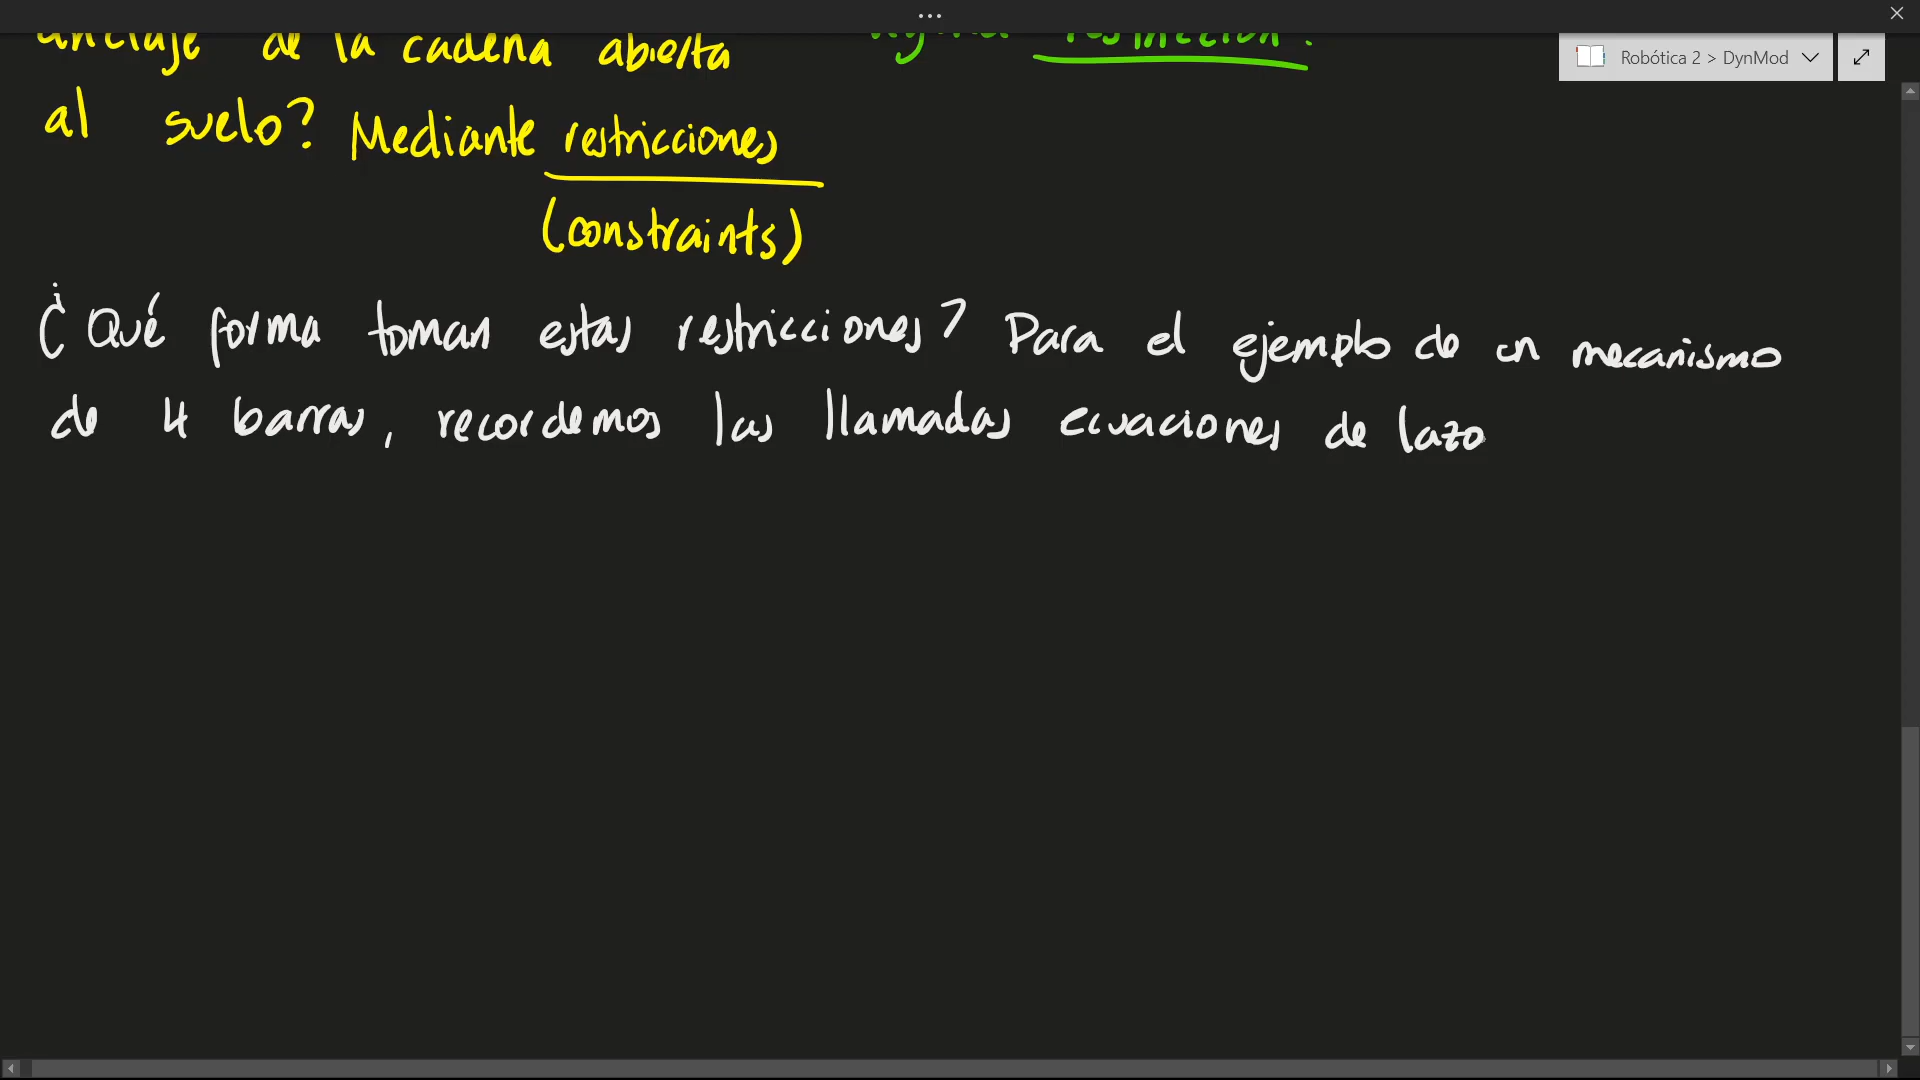 anclaje de la cadena abierta
restricción.
Robótica 2 > DynMod
al suelo? Mediante restricciones
(constraints)
¿Qué forma toman estas restricciones? Para el ejemplo de un mecanismo
de 4 barras, recordemos las llamadas ecuaciones de lazo